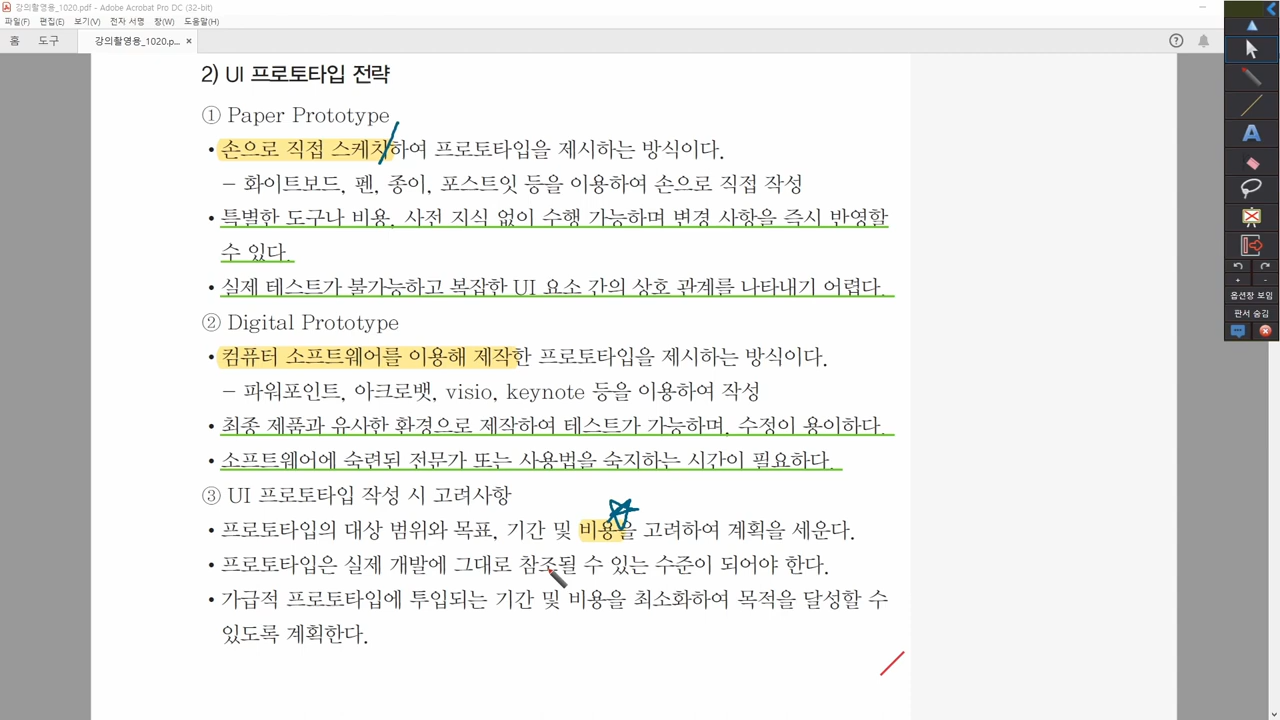 강의촬영용_1020.pdf - Adobe Acrobat Pro DC (32-bit)
파일(F) 편집(E) 보기(V) 전자 서명 창(W) 도움말(H)
홈 도구 강의촬영용_1020.p... ×
2) UI 프로토타입 전략
① Paper Prototype
• 손으로 직접 스케치하여 프로토타입을 제시하는 방식이다.
– 화이트보드, 펜, 종이, 포스트잇 등을 이용하여 손으로 직접 작성
• 특별한 도구나 비용, 사전 지식 없이 수행 가능하며 변경 사항을 즉시 반영할
수 있다.
• 실제 테스트가 불가능하고 복잡한 UI 요소 간의 상호 관계를 나타내기 어렵다.
② Digital Prototype
• 컴퓨터 소프트웨어를 이용해 제작한 프로토타입을 제시하는 방식이다.
– 파워포인트, 아크로뱃, visio, keynote 등을 이용하여 작성
• 최종 제품과 유사한 환경으로 제작하여 테스트가 가능하며, 수정이 용이하다.
• 소프트웨어에 숙련된 전문가 또는 사용법을 숙지하는 시간이 필요하다.
③ UI 프로토타입 작성 시 고려사항
• 프로토타입의 대상 범위와 목표, 기간 및 비용을 고려하여 계획을 세운다.
• 프로토타입은 실제 개발에 그대로 참조될 수 있는 수준이 되어야 한다.
• 가급적 프로토타입에 투입되는 기간 및 비용을 최소화하여 목적을 달성할 수
있도록 계획한다.
A
옵션장 보임
판서 숨김